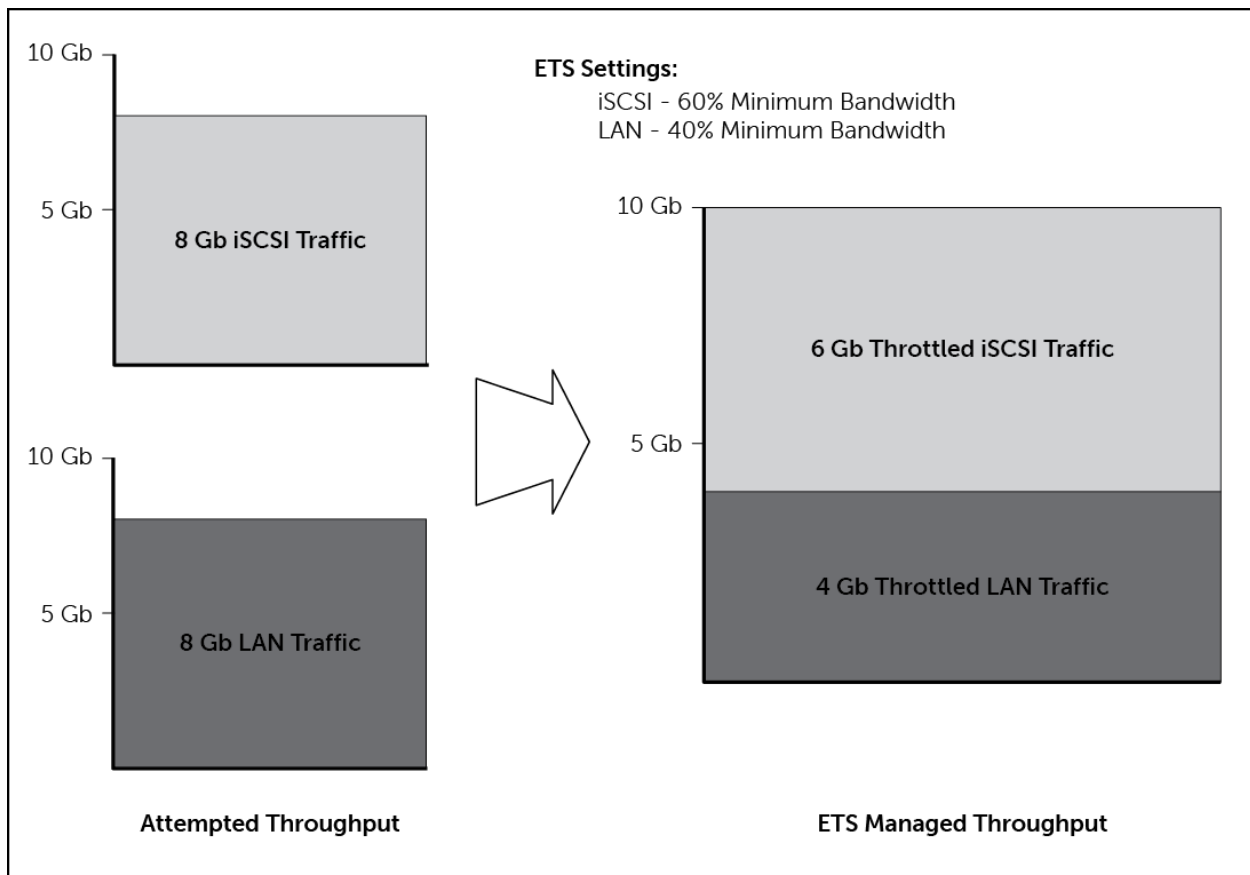 10 Gb
5 Gb
8 Gb iSCSI Traffic
10 Gb
5 Gb
8 Gb LAN Traffic
Attempted Throughput
ETS Settings:
iSCSI - 60% Minimum Bandwidth
LAN - 40% Minimum Bandwidth
10 Gb
6 Gb Throttled iSCSI Traffic
5 Gb
4 Gb Throttled LAN Traffic
ETS Managed Throughput